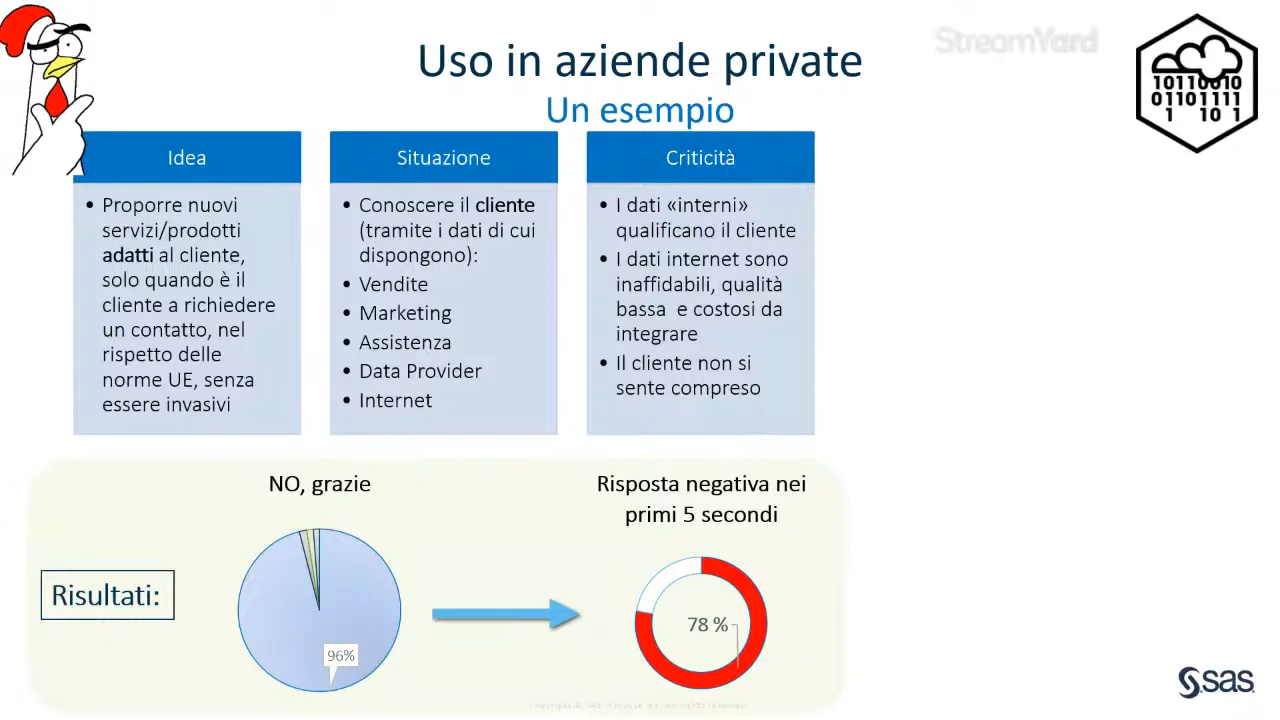 StreamYard
Uso in aziende private
Un esempio
10110010
01101111
1 10 1
Idea
• Proporre nuovi
servizi/prodotti
adatti al cliente,
solo quando è il
cliente a richiedere
un contatto, nel
rispetto delle
norme UE, senza
essere invasivi
Situazione
• Conoscere il cliente
(tramite i dati di cui
dispongono):
• Vendite
• Marketing
• Assistenza
• Data Provider
• Internet
Criticità
• I dati «interni»
qualificano il cliente
• I dati internet sono
inaffidabili, qualità
bassa e costosi da
integrare
• Il cliente non si
sente compreso
Risultati:
NO, grazie
96%
Risposta negativa nei
primi 5 secondi
78 %
sas